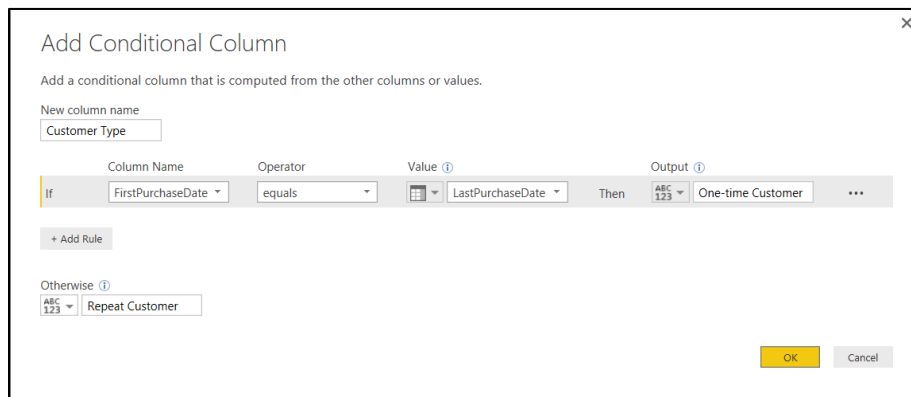 Add Conditional Column
Add a conditional column that is computed from the other columns or values.
New column name
Customer Type
Column Name Operator Value Output
If FirstPurchaseDate equals LastPurchaseDate Then ABC 123 One-time Customer ...
+ Add Rule
Otherwise
ABC 123 Repeat Customer
OK Cancel